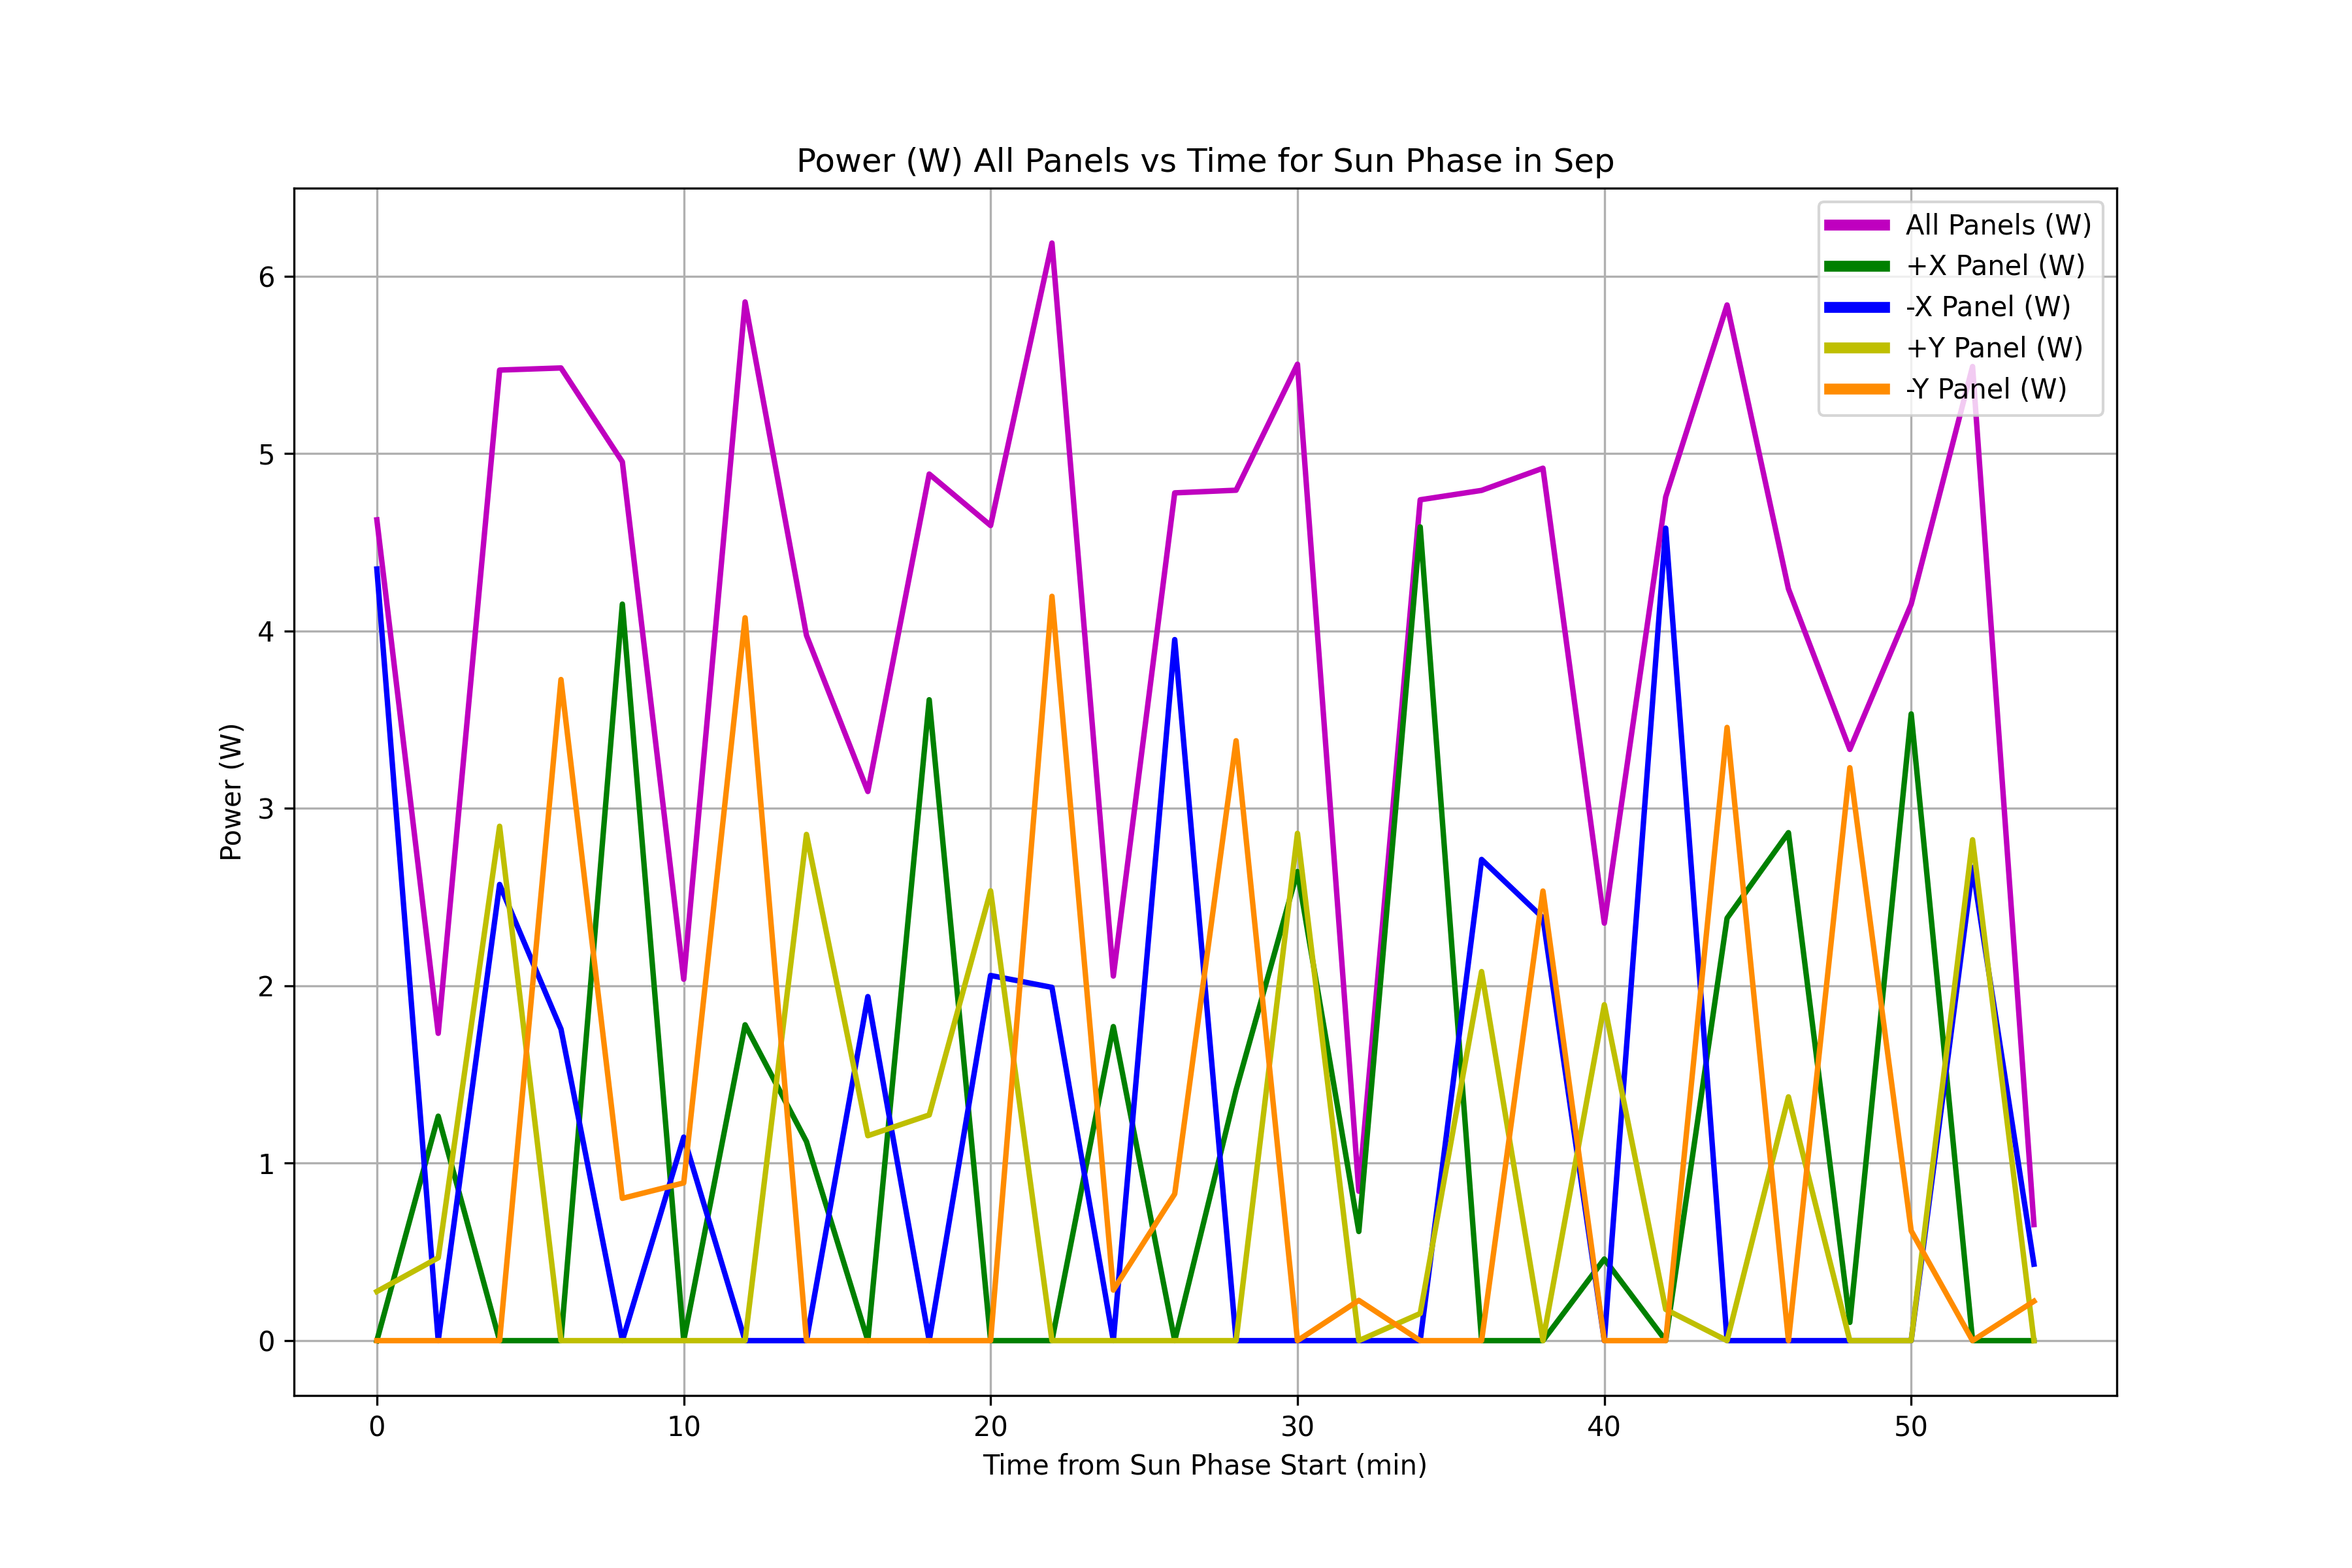 Power (W) All Panels vs Time for Sun Phase in Sep
All Panels (W)
+X Panel (W)
-X Panel (W)
+Y Panel (W)
-Y Panel (W)
6
5
4
3
2
1
0
Power (W)
0 10 20 30 40 50
Time from Sun Phase Start (min)